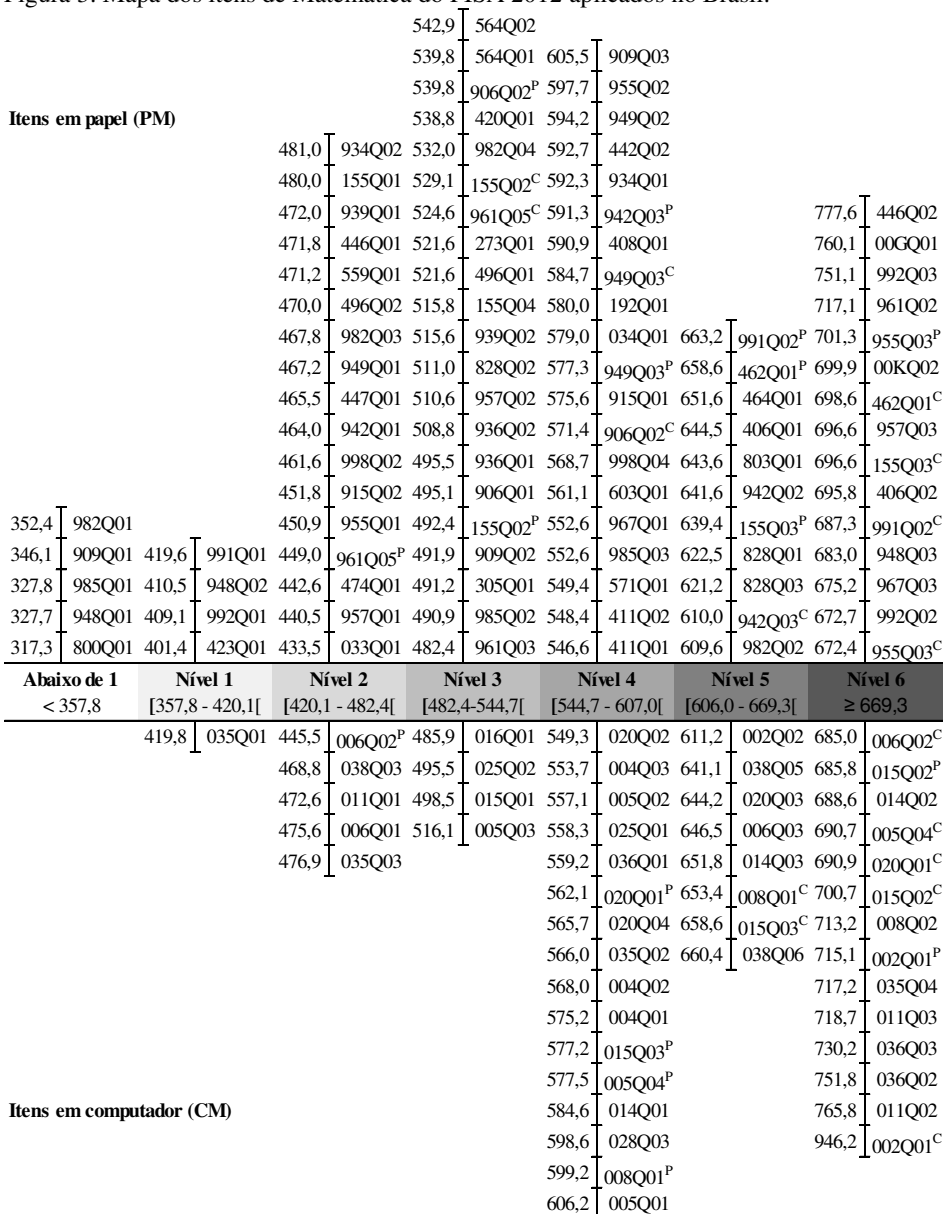 Figura 3. Mapa dos itens de Matemática do PISA 2012 aplicados no Brasil.
542,9 564Q02
539,8 564Q01 605,5 909Q03
539,8 906Q02P 597,7 955Q02
Itens em papel (PM) 538,8 420Q01 594,2 949Q02
481,0 934Q02 532,0 982Q04 592,7 442Q02
480,0 155Q01 529,1 155Q02C 592,3 934Q01
472,0 939Q01 524,6 961Q05C 591,3 942Q03P 777,6 446Q02
471,8 446Q01 521,6 273Q01 590,9 408Q01 760,1 00GQ01
471,2 559Q01 521,6 496Q01 584,7 949Q03C 751,1 992Q03
470,0 496Q02 515,8 155Q04 580,0 192Q01 717,1 961Q02
467,8 982Q03 515,6 939Q02 579,0 034Q01 663,2 991Q02P 701,3 955Q03P
467,2 949Q01 511,0 828Q02 577,3 949Q03P 658,6 462Q01P 699,9 00KQ02
465,5 447Q01 510,6 957Q02 575,6 915Q01 651,6 464Q01 698,6 462Q01C
464,0 942Q01 508,8 936Q02 571,4 906Q02C 644,5 406Q01 696,6 957Q03
461,6 998Q02 495,5 936Q01 568,7 998Q04 643,6 803Q01 696,6 155Q03C
451,8 915Q02 495,1 906Q01 561,1 603Q01 641,6 942Q02 695,8 406Q02
352,4 982Q01 450,9 955Q01 492,4 155Q02P 552,6 967Q01 639,4 155Q03P 687,3 991Q02C
346,1 909Q01 419,6 991Q01 449,0 961Q05P 491,9 909Q02 552,6 985Q03 622,5 828Q01 683,0 948Q03
327,8 985Q01 410,5 948Q02 442,6 474Q01 491,2 305Q01 549,4 571Q01 621,2 828Q03 675,2 967Q03
327,7 948Q01 409,1 992Q01 440,5 957Q01 490,9 985Q02 548,4 411Q02 610,0 942Q03C 672,7 992Q02
317,3 800Q01 401,4 423Q01 433,5 033Q01 482,4 961Q03 546,6 411Q01 609,6 982Q02 672,4 955Q03C
Abaixo de 1 Nível 1 Nível 2 Nível 3 Nível 4 Nível 5 Nível 6
< 357,8 [357,8 - 420,1[ [420,1 - 482,4[ [482,4-544,7[ [544,7 - 607,0[ [606,0 - 669,3[ ≥ 669,3
419,8 035Q01 445,5 006Q02P 485,9 016Q01 549,3 020Q02 611,2 002Q02 685,0 006Q02C
468,8 038Q03 495,5 025Q02 553,7 004Q03 641,1 038Q05 685,8 015Q02P
472,6 011Q01 498,5 015Q01 557,1 005Q02 644,2 020Q03 688,6 014Q02
475,6 006Q01 516,1 005Q03 558,3 025Q01 646,5 006Q03 690,7 005Q04C
476,9 035Q03 559,2 036Q01 651,8 014Q03 690,9 020Q01C
562,1 020Q01P 653,4 008Q01C 700,7 015Q02C
565,7 020Q04 658,6 015Q03C 713,2 008Q02
566,0 035Q02 660,4 038Q06 715,1 002Q01P
568,0 004Q02 717,2 035Q04
575,2 004Q01 718,7 011Q03
577,2 015Q03P 730,2 036Q03
577,5 005Q04P 751,8 036Q02
Itens em computador (CM) 584,6 014Q01 765,8 011Q02
598,6 028Q03 946,2 002Q01C
599,2 008Q01P
606,2 005Q01